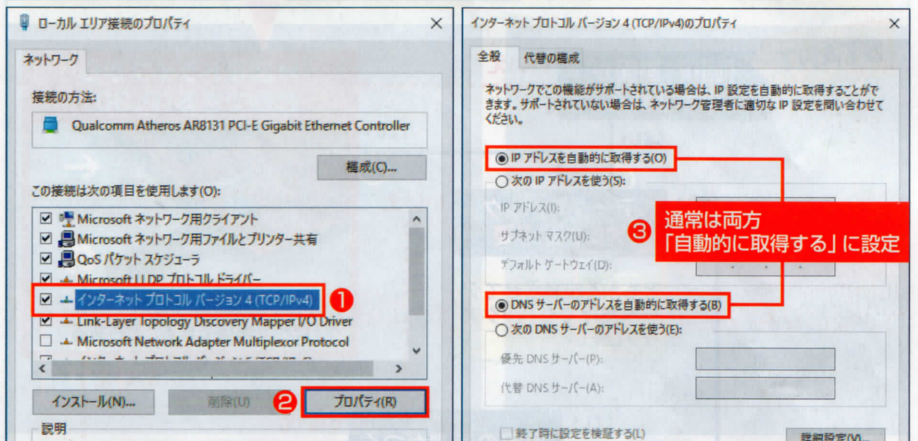 ローカル エリア接続のプロパティ
ネットワーク
接続の方法:
Qualcomm Atheros AR8131 PCI-E Gigabit Ethernet Controller
構成(C)...
この接続は次の項目を使用します(O):
Microsoft ネットワーク用クライアント
Microsoft ネットワーク用ファイルとプリンター共有
QoS パケット スケジューラ
Microsoft LLDP プロトコル ドライバー
インターネット プロトコル バージョン 4 (TCP/IPv4)
❶
Link-Layer Topology Discovery Mapper I/O Driver
Microsoft Network Adapter Multiplexor Protocol
インストール(N)...
削除(U)
❷
プロパティ(R)
説明
インターネット プロトコル バージョン 4 (TCP/IPv4)のプロパティ
全般
代替の構成
ネットワークでこの機能がサポートされている場合は、IP 設定を自動的に取得することがで
きます。サポートされていない場合は、ネットワーク管理者に適切な IP 設定を問い合わせて
ください。
IP アドレスを自動的に取得する(O)
次の IP アドレスを使う(S):
IP アドレス(I):
サブネット マスク(U):
デフォルト ゲートウェイ(D):
❸
通常は両方
「自動的に取得する」に設定
DNS サーバーのアドレスを自動的に取得する(B)
次の DNS サーバーのアドレスを使う(E):
優先 DNS サーバー(P):
代替 DNS サーバー(A):
終了時に設定を検証する(L)
詳細設定(V)...